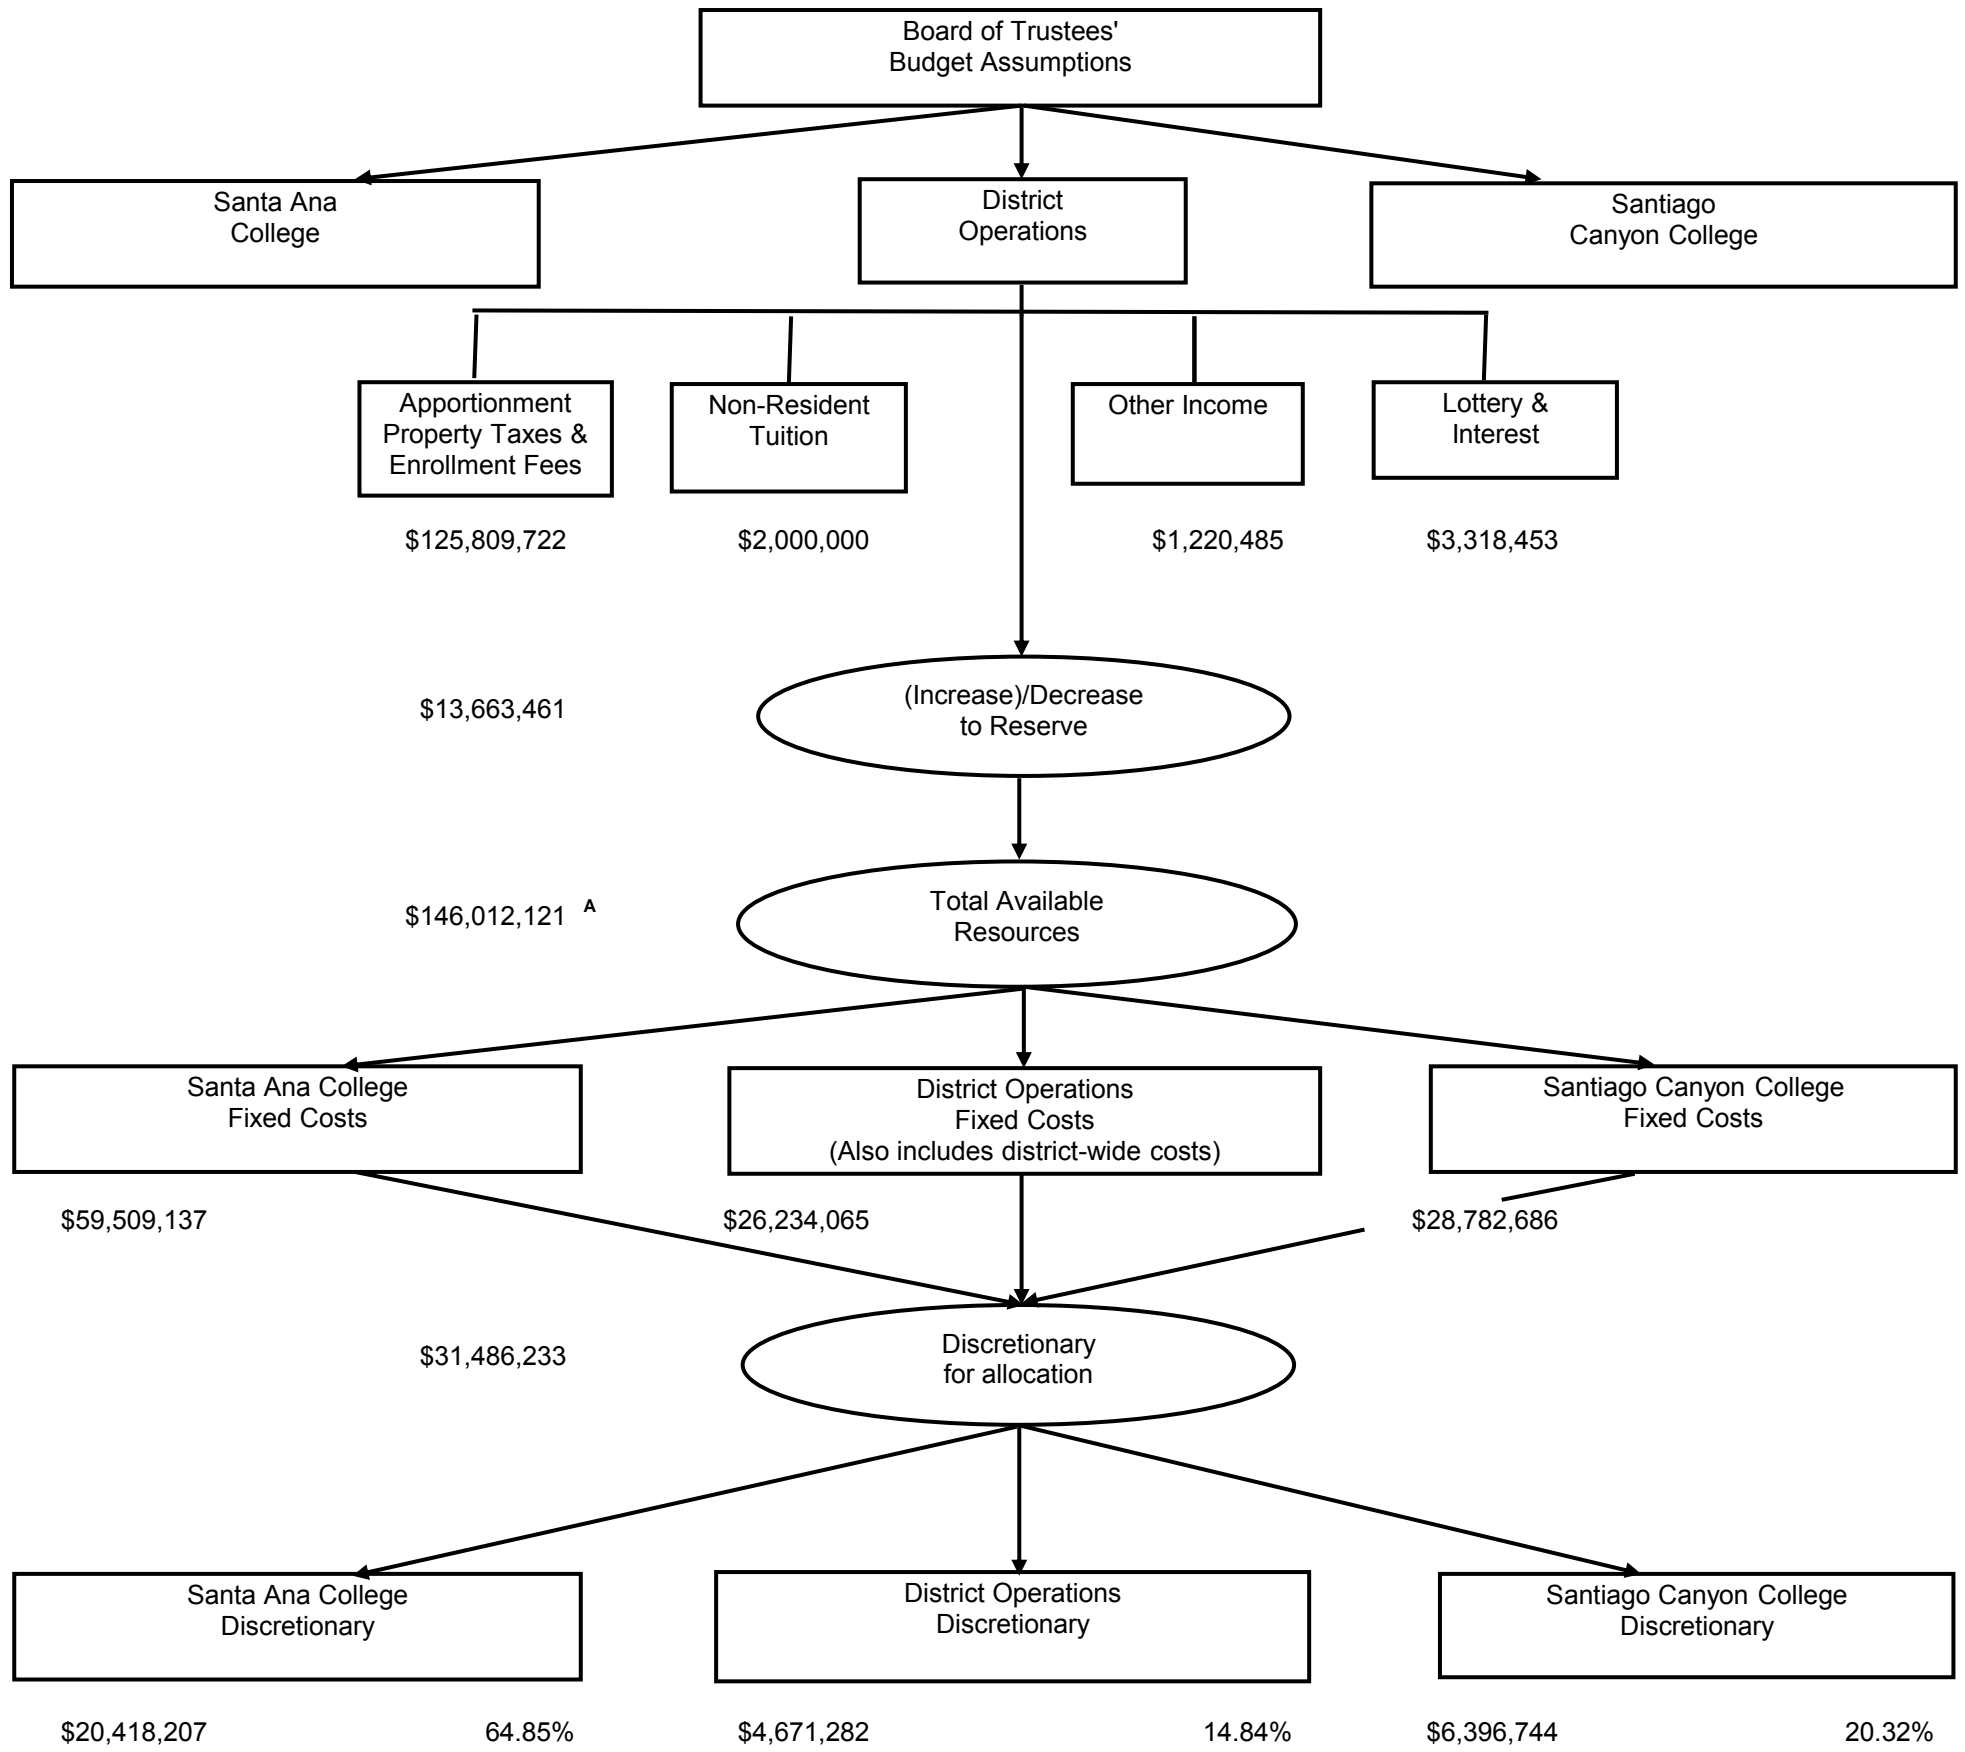 Board of Trustees'
Budget Assumptions
Santa Ana
College
District
Operations
Santiago
Canyon College
Apportionment
Property Taxes &
Enrollment Fees
Non-Resident
Tuition
Other Income
Lottery &
Interest
$125,809,722
$2,000,000
$1,220,485
$3,318,453
$13,663,461
(Increase)/Decrease
to Reserve
$146,012,121 A
Total Available
Resources
Santa Ana College
Fixed Costs
District Operations
Fixed Costs
(Also includes district-wide costs)
Santiago Canyon College
Fixed Costs
$59,509,137
$26,234,065
$28,782,686
$31,486,233
Discretionary
for allocation
Santa Ana College
Discretionary
District Operations
Discretionary
Santiago Canyon College
Discretionary
$20,418,207 64.85%
$4,671,282 14.84%
$6,396,744 20.32%